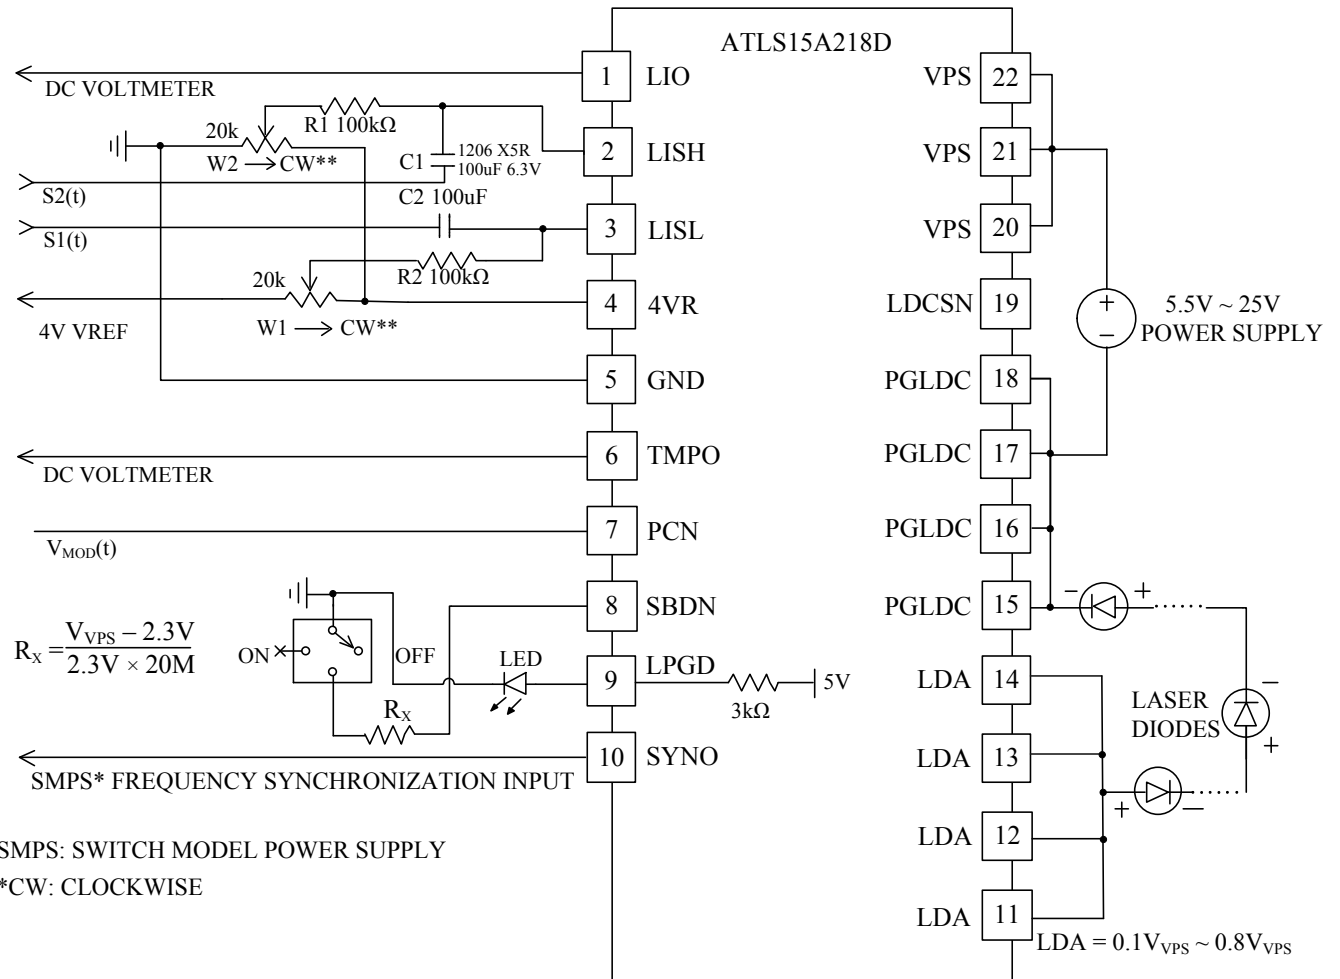 ATLS15A218D
1 LIO
DC VOLTMETER
R1 100kΩ
20k
W2 → CW**
C1
1206 X5R
100uF 6.3V
2 LISH
S2(t)
C2 100uF
S1(t)
3 LISL
R2 100kΩ
20k
W1 → CW**
4 4VR
4V VREF
5 GND
6 TMPO
DC VOLTMETER
7 PCN
VMOD(t)
8 SBDN
RX = (VVPS − 2.3V) / (2.3V × 20M)
ON
OFF
RX
LED
9 LPGD
3kΩ
5V
10 SYNO
SMPS* FREQUENCY SYNCHRONIZATION INPUT
SMPS: SWITCH MODEL POWER SUPPLY
*CW: CLOCKWISE
VPS 22
VPS 21
VPS 20
LDCSN 19
+
−
5.5V ~ 25V
POWER SUPPLY
PGLDC 18
PGLDC 17
PGLDC 16
PGLDC 15
- +
LDA 14
LASER
DIODES
−
+
LDA 13
+ −
LDA 12
LDA 11
LDA = 0.1VVPS ~ 0.8VVPS